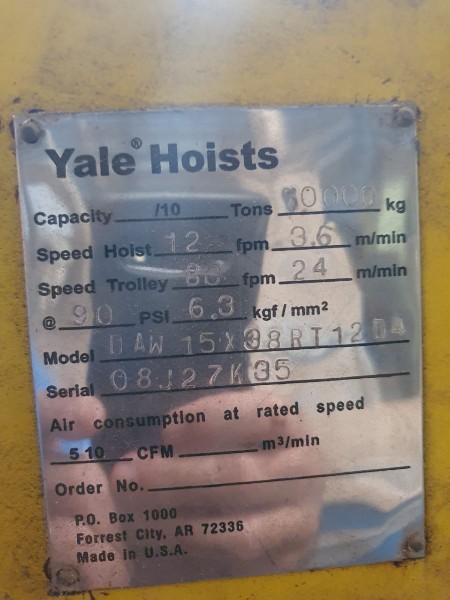 Yale® Hoists
Capacity /10 Tons 10000 kg
Speed Hoist 12 fpm 3.6 m/min
Speed Trolley fpm 24 m/min
@ 90 PSI 6.3 kgf/mm²
Model
Serial 08J27K35
Air consumption at rated speed
5 10 CFM m³/min
Order No.
P.O. Box 1000
Forrest City, AR 72336
Made in U.S.A.